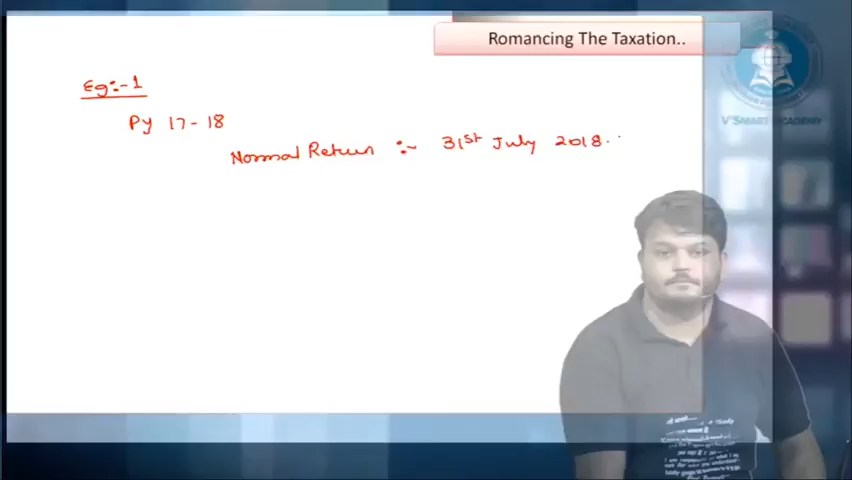 Romancing The Taxation..
Eg:-1
Py 17-18
Normal Return :- 31st July 2018.
V'SMART ACADEMY